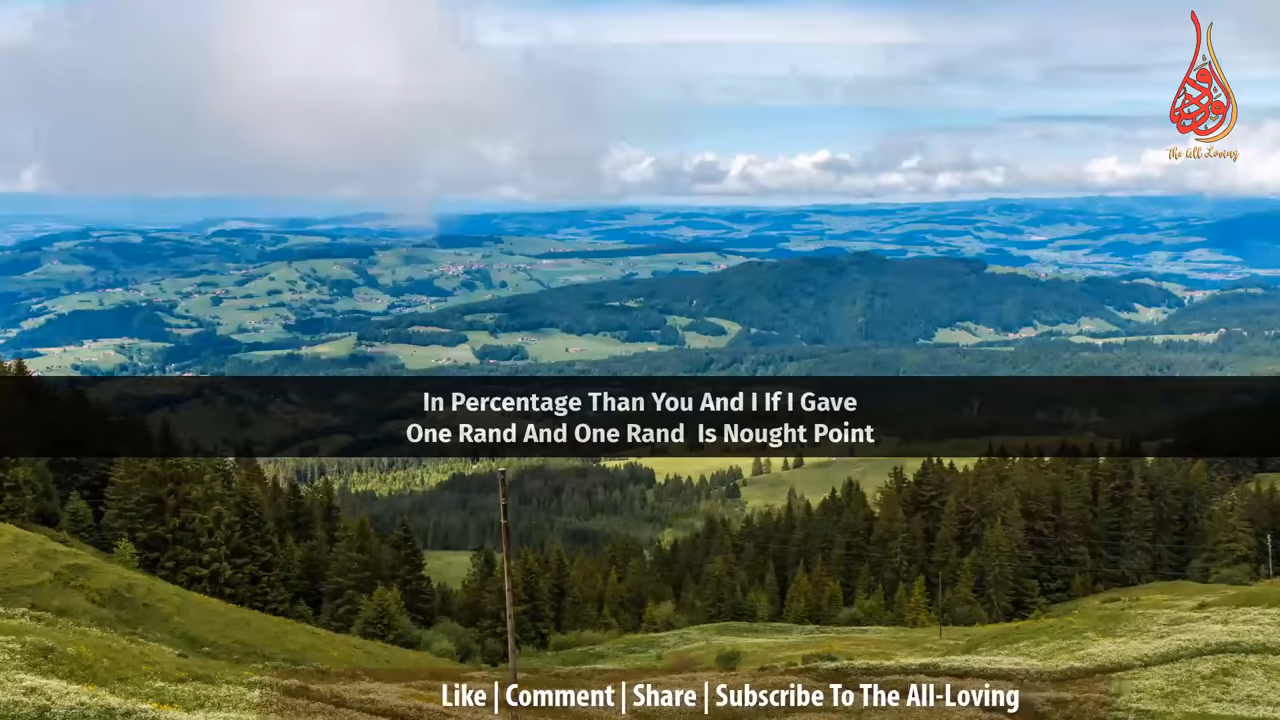 The All Loving
In Percentage Than You And I If I Gave
One Rand And One Rand Is Nought Point
Like | Comment | Share | Subscribe To The All-Loving